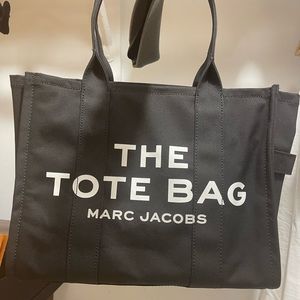 THE
TOTE BAG
MARC JACOBS